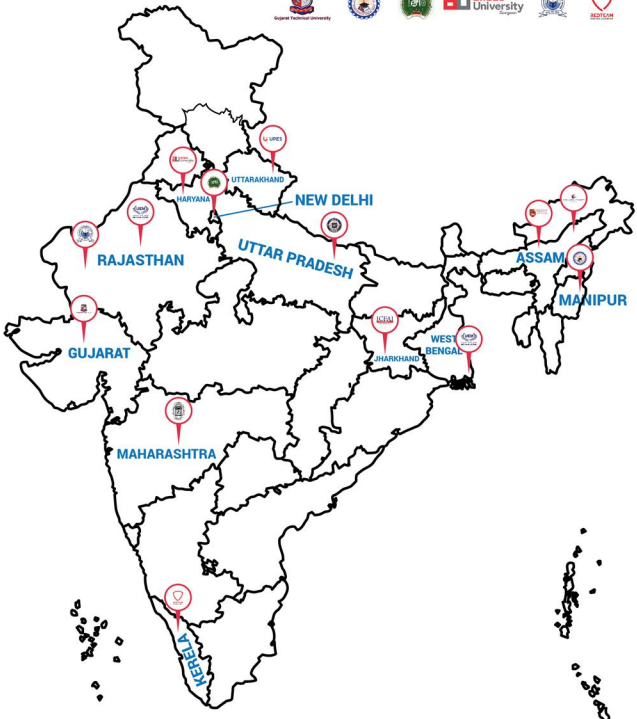 Gujarat Technical University
University
REDTEAM
UPES
UTTARAKHAND
HARYANA
NEW DELHI
RAJASTHAN
UTTAR PRADESH
ASSAM
MANIPUR
GUJARAT
ICFAI
JHARKHAND
WEST
BENGAL
MAHARASHTRA
KERELA